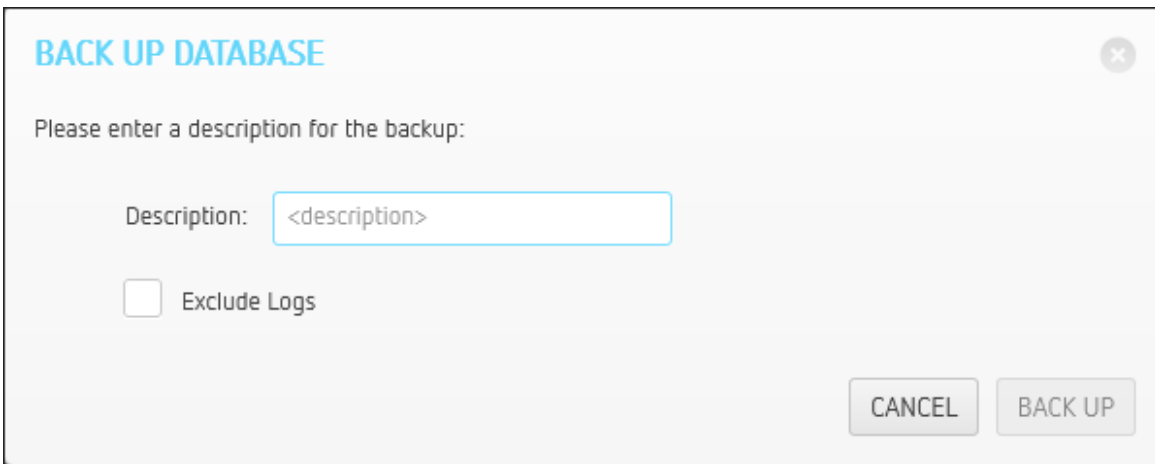 BACK UP DATABASE
Please enter a description for the backup:
Description: <description>
Exclude Logs
CANCEL BACK UP